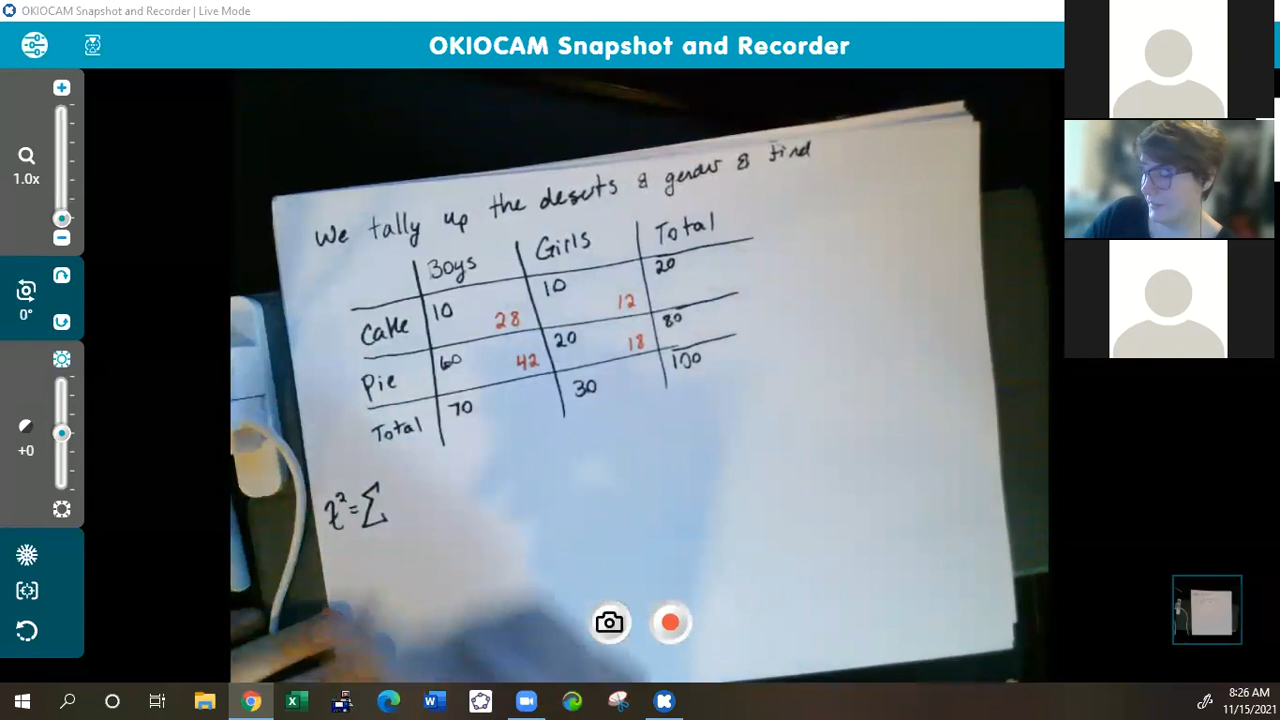 OKIOCAM Snapshot and Recorder | Live Mode
OKIOCAM Snapshot and Recorder
1.0x
0°
+0
We tally up the deserts & gender & find
Boys Girls Total
Cake 10 28 10 12 20
Pie 60 42 20 18 80
Total 70 30 100
χ² = Σ
8:26 AM
11/15/2021